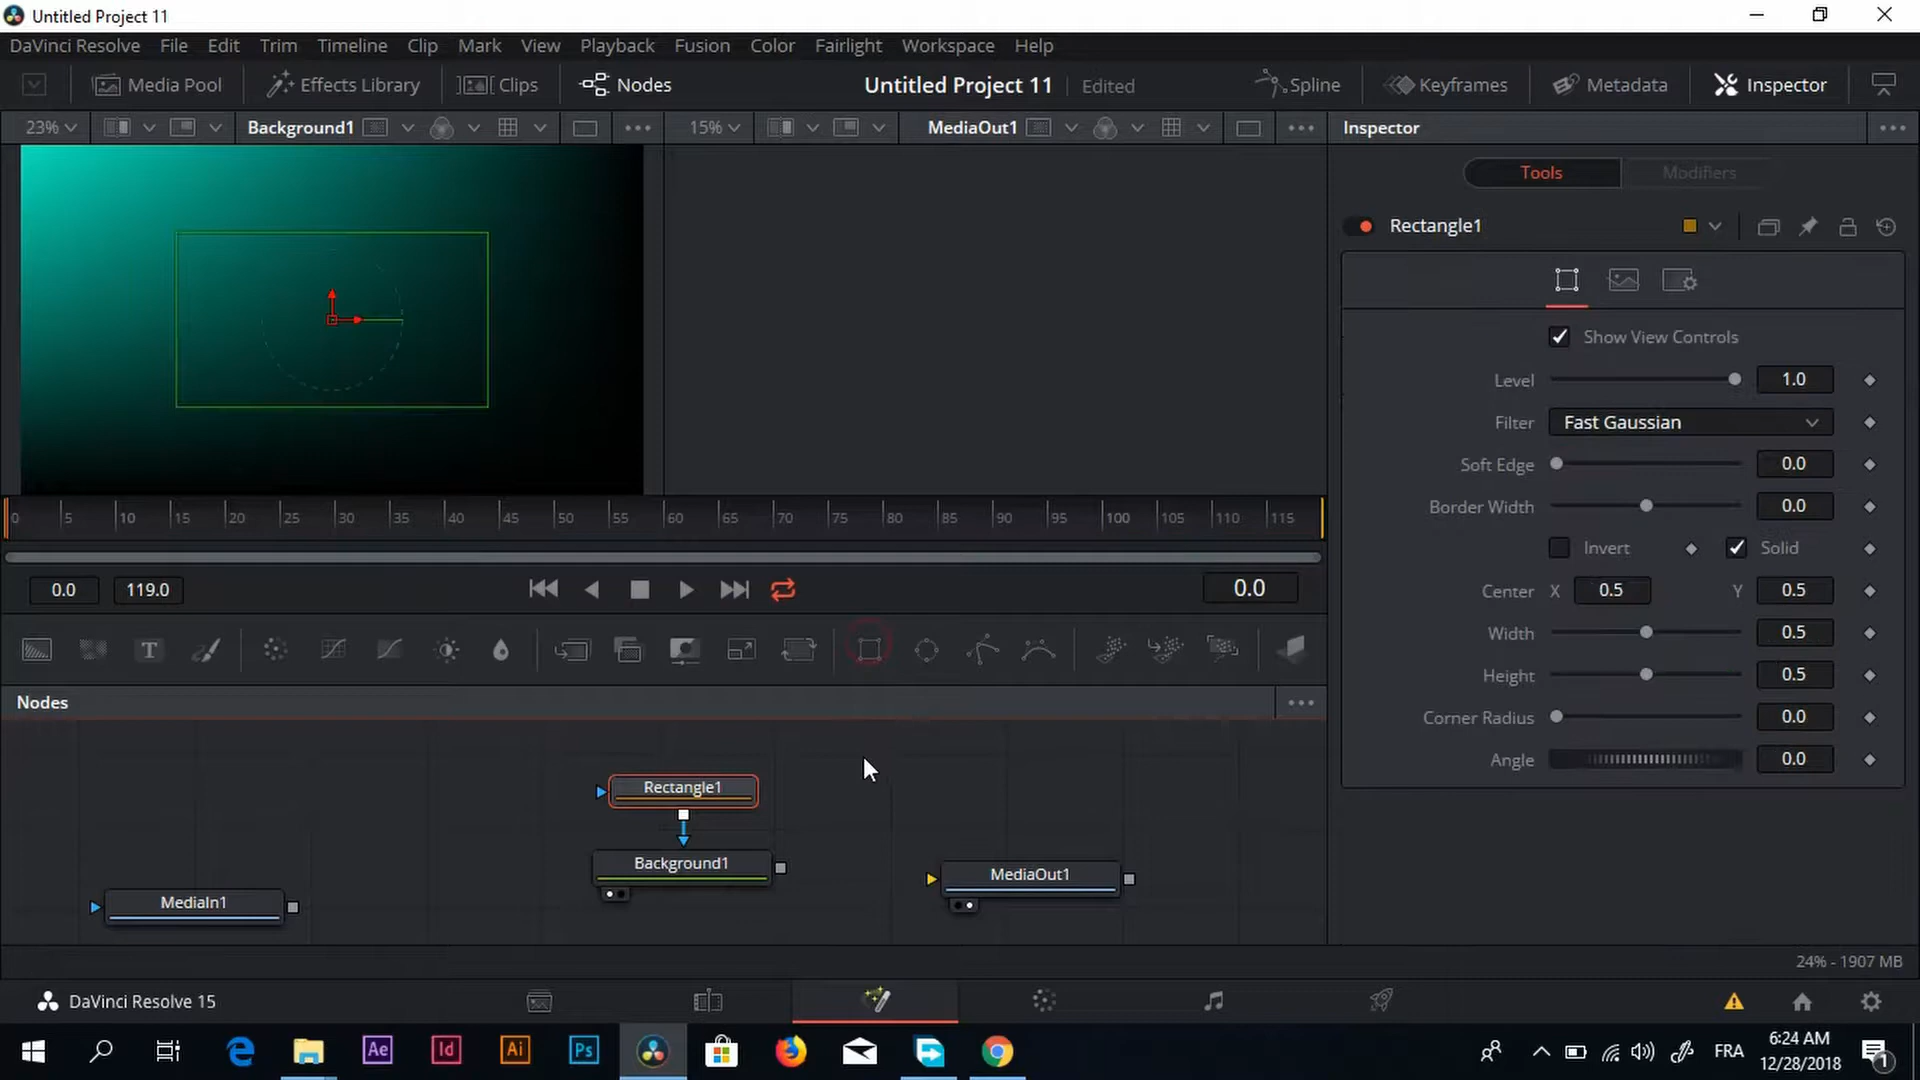 Untitled Project 11
DaVinci Resolve File Edit Trim Timeline Clip Mark View Playback Fusion Color Fairlight Workspace Help
Media Pool Effects Library Clips Nodes Untitled Project 11 Edited Spline Keyframes Metadata Inspector
23% Background1 15% MediaOut1 Inspector
Tools Modifiers
Rectangle1
Show View Controls
Level 1.0
Filter Fast Gaussian
Soft Edge 0.0
Border Width 0.0
Invert Solid
Center X 0.5 Y 0.5
Width 0.5
Height 0.5
Corner Radius 0.0
Angle 0.0
0 5 10 15 20 25 30 35 40 45 50 55 60 65 70 75 80 85 90 95 100 105 110 115
0.0 119.0 0.0
T
Nodes
Rectangle1
Background1
MediaOut1
MediaIn1
24% - 1907 MB
DaVinci Resolve 15
Ae Id Ai Ps
FRA
6:24 AM
12/28/2018
1